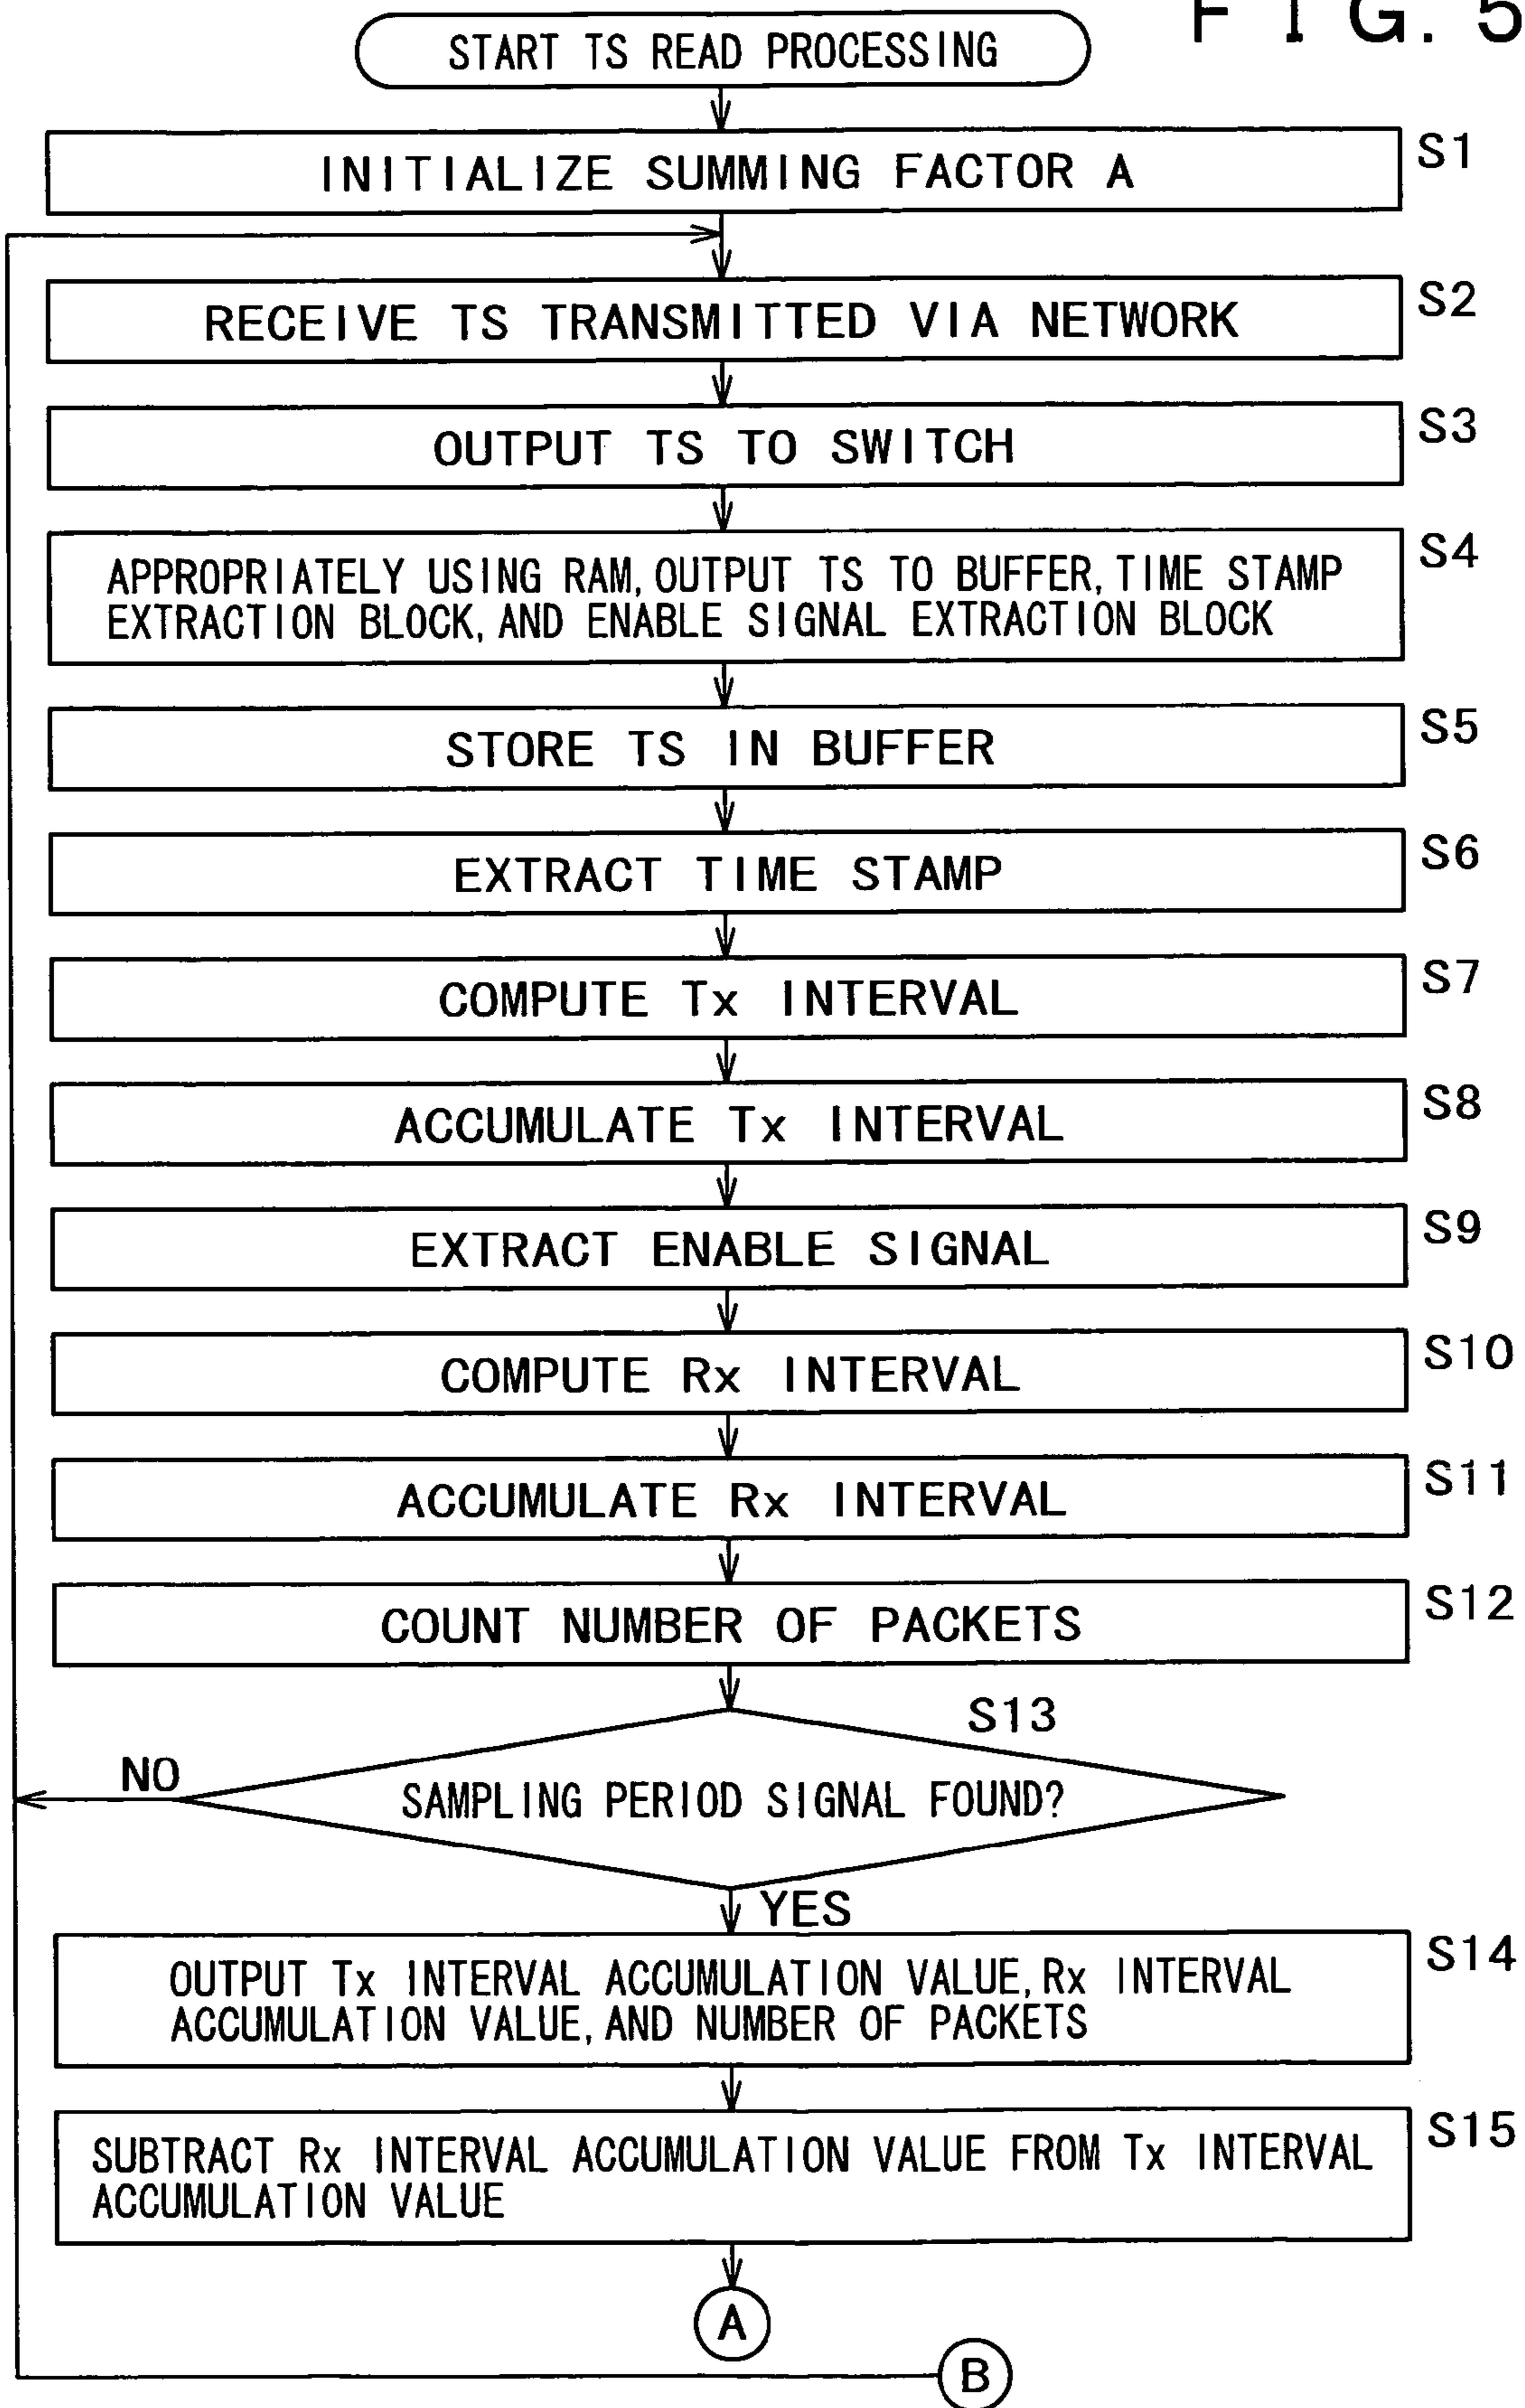 FIG. 5
START TS READ PROCESSING
INITIALIZE SUMMING FACTOR A
S1
RECEIVE TS TRANSMITTED VIA NETWORK
S2
OUTPUT TS TO SWITCH
S3
APPROPRIATELY USING RAM, OUTPUT TS TO BUFFER, TIME STAMP
EXTRACTION BLOCK, AND ENABLE SIGNAL EXTRACTION BLOCK
S4
STORE TS IN BUFFER
S5
EXTRACT TIME STAMP
S6
COMPUTE Tx INTERVAL
S7
ACCUMULATE Tx INTERVAL
S8
EXTRACT ENABLE SIGNAL
S9
COMPUTE Rx INTERVAL
S10
ACCUMULATE Rx INTERVAL
S11
COUNT NUMBER OF PACKETS
S12
S13
NO
SAMPLING PERIOD SIGNAL FOUND?
YES
OUTPUT Tx INTERVAL ACCUMULATION VALUE, Rx INTERVAL
ACCUMULATION VALUE, AND NUMBER OF PACKETS
S14
SUBTRACT Rx INTERVAL ACCUMULATION VALUE FROM Tx INTERVAL
ACCUMULATION VALUE
S15
A
B